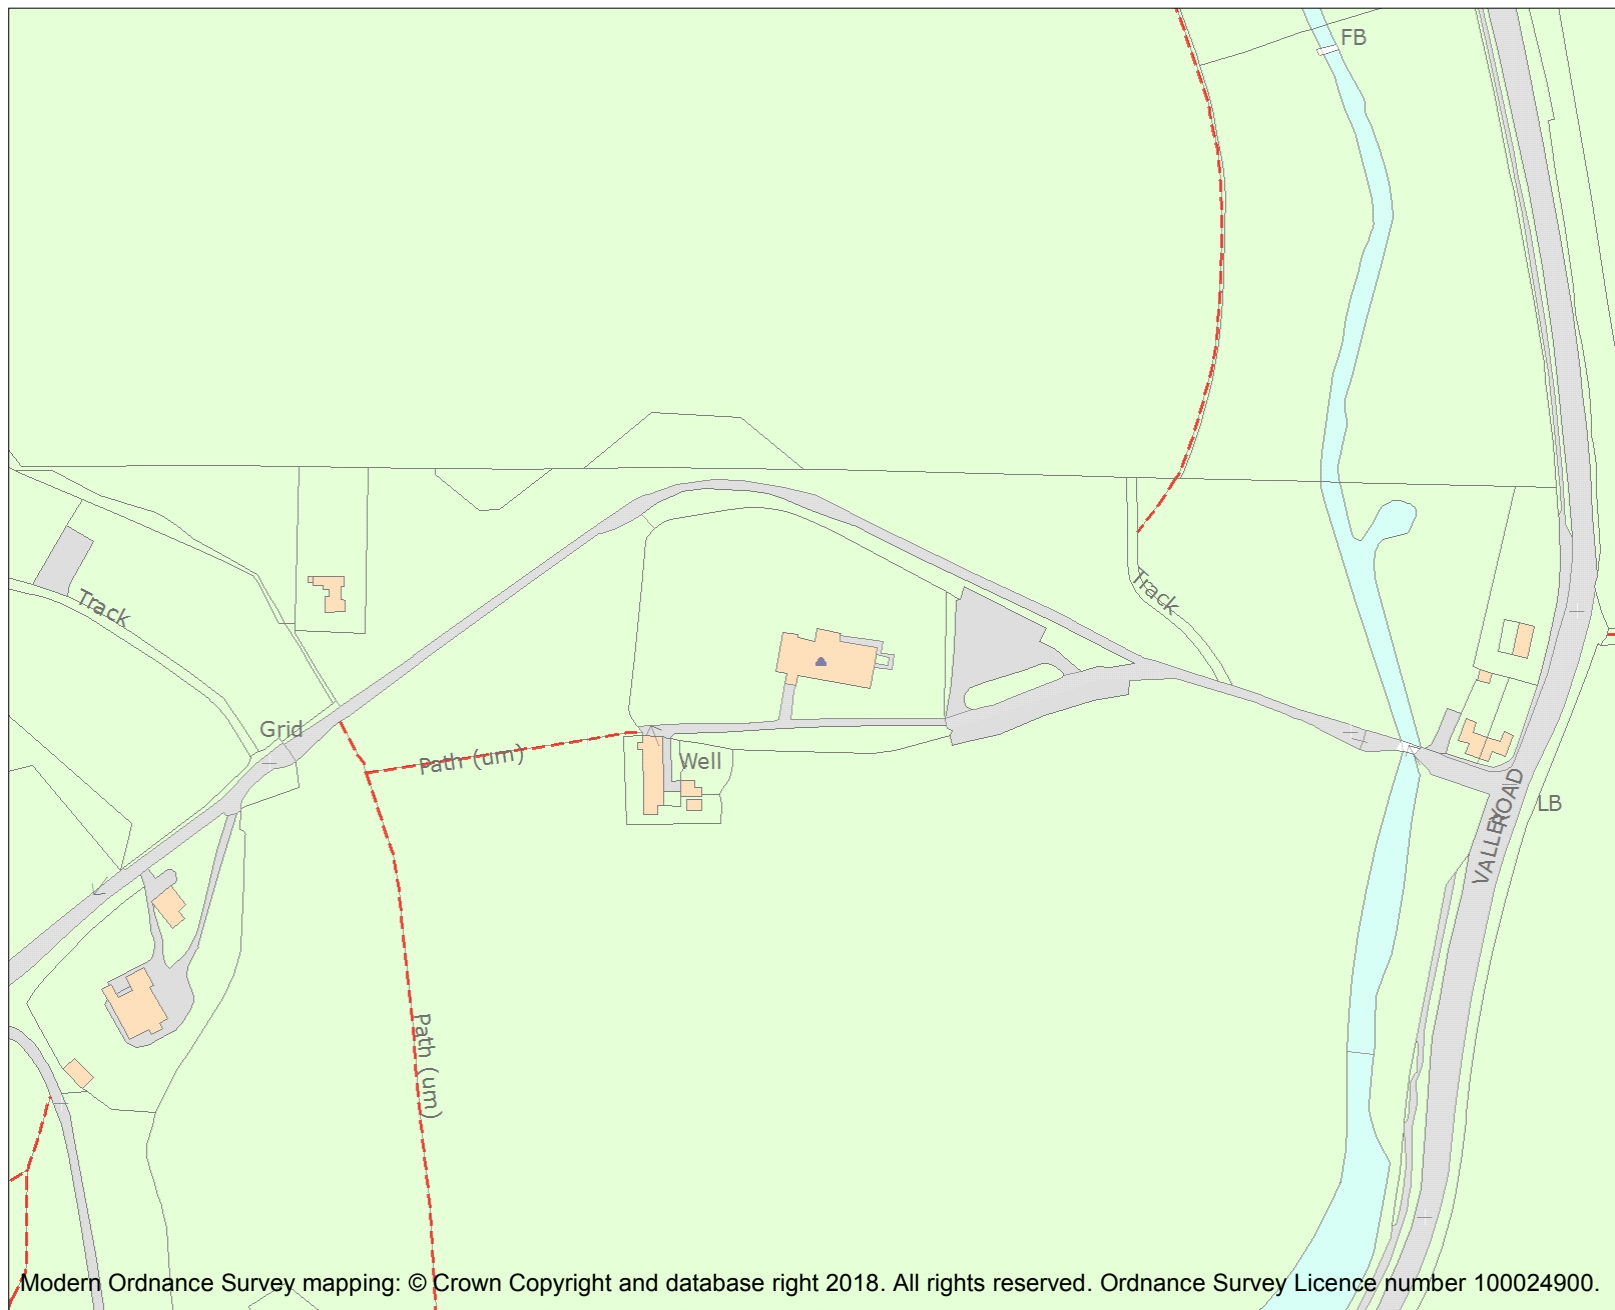 FB
Track
Track
Grid
Path (um)
Well
VALLEY ROAD
LB
Path (um)
Modern Ordnance Survey mapping: © Crown Copyright and database right 2018. All rights reserved. Ordnance Survey Licence number 100024900.